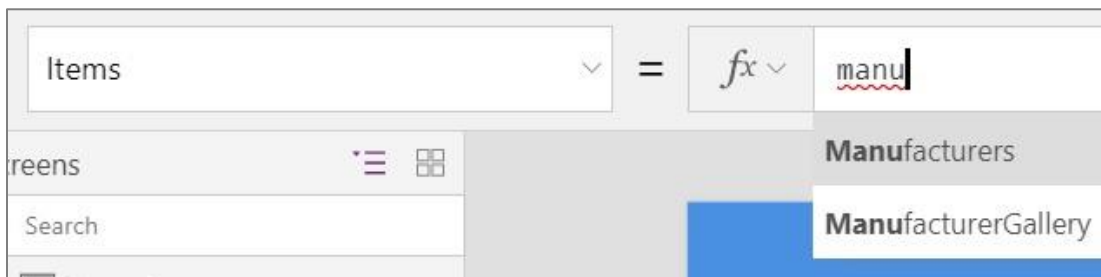 Items = fx manu
Manufacturers
reens
Search
ManufacturerGallery